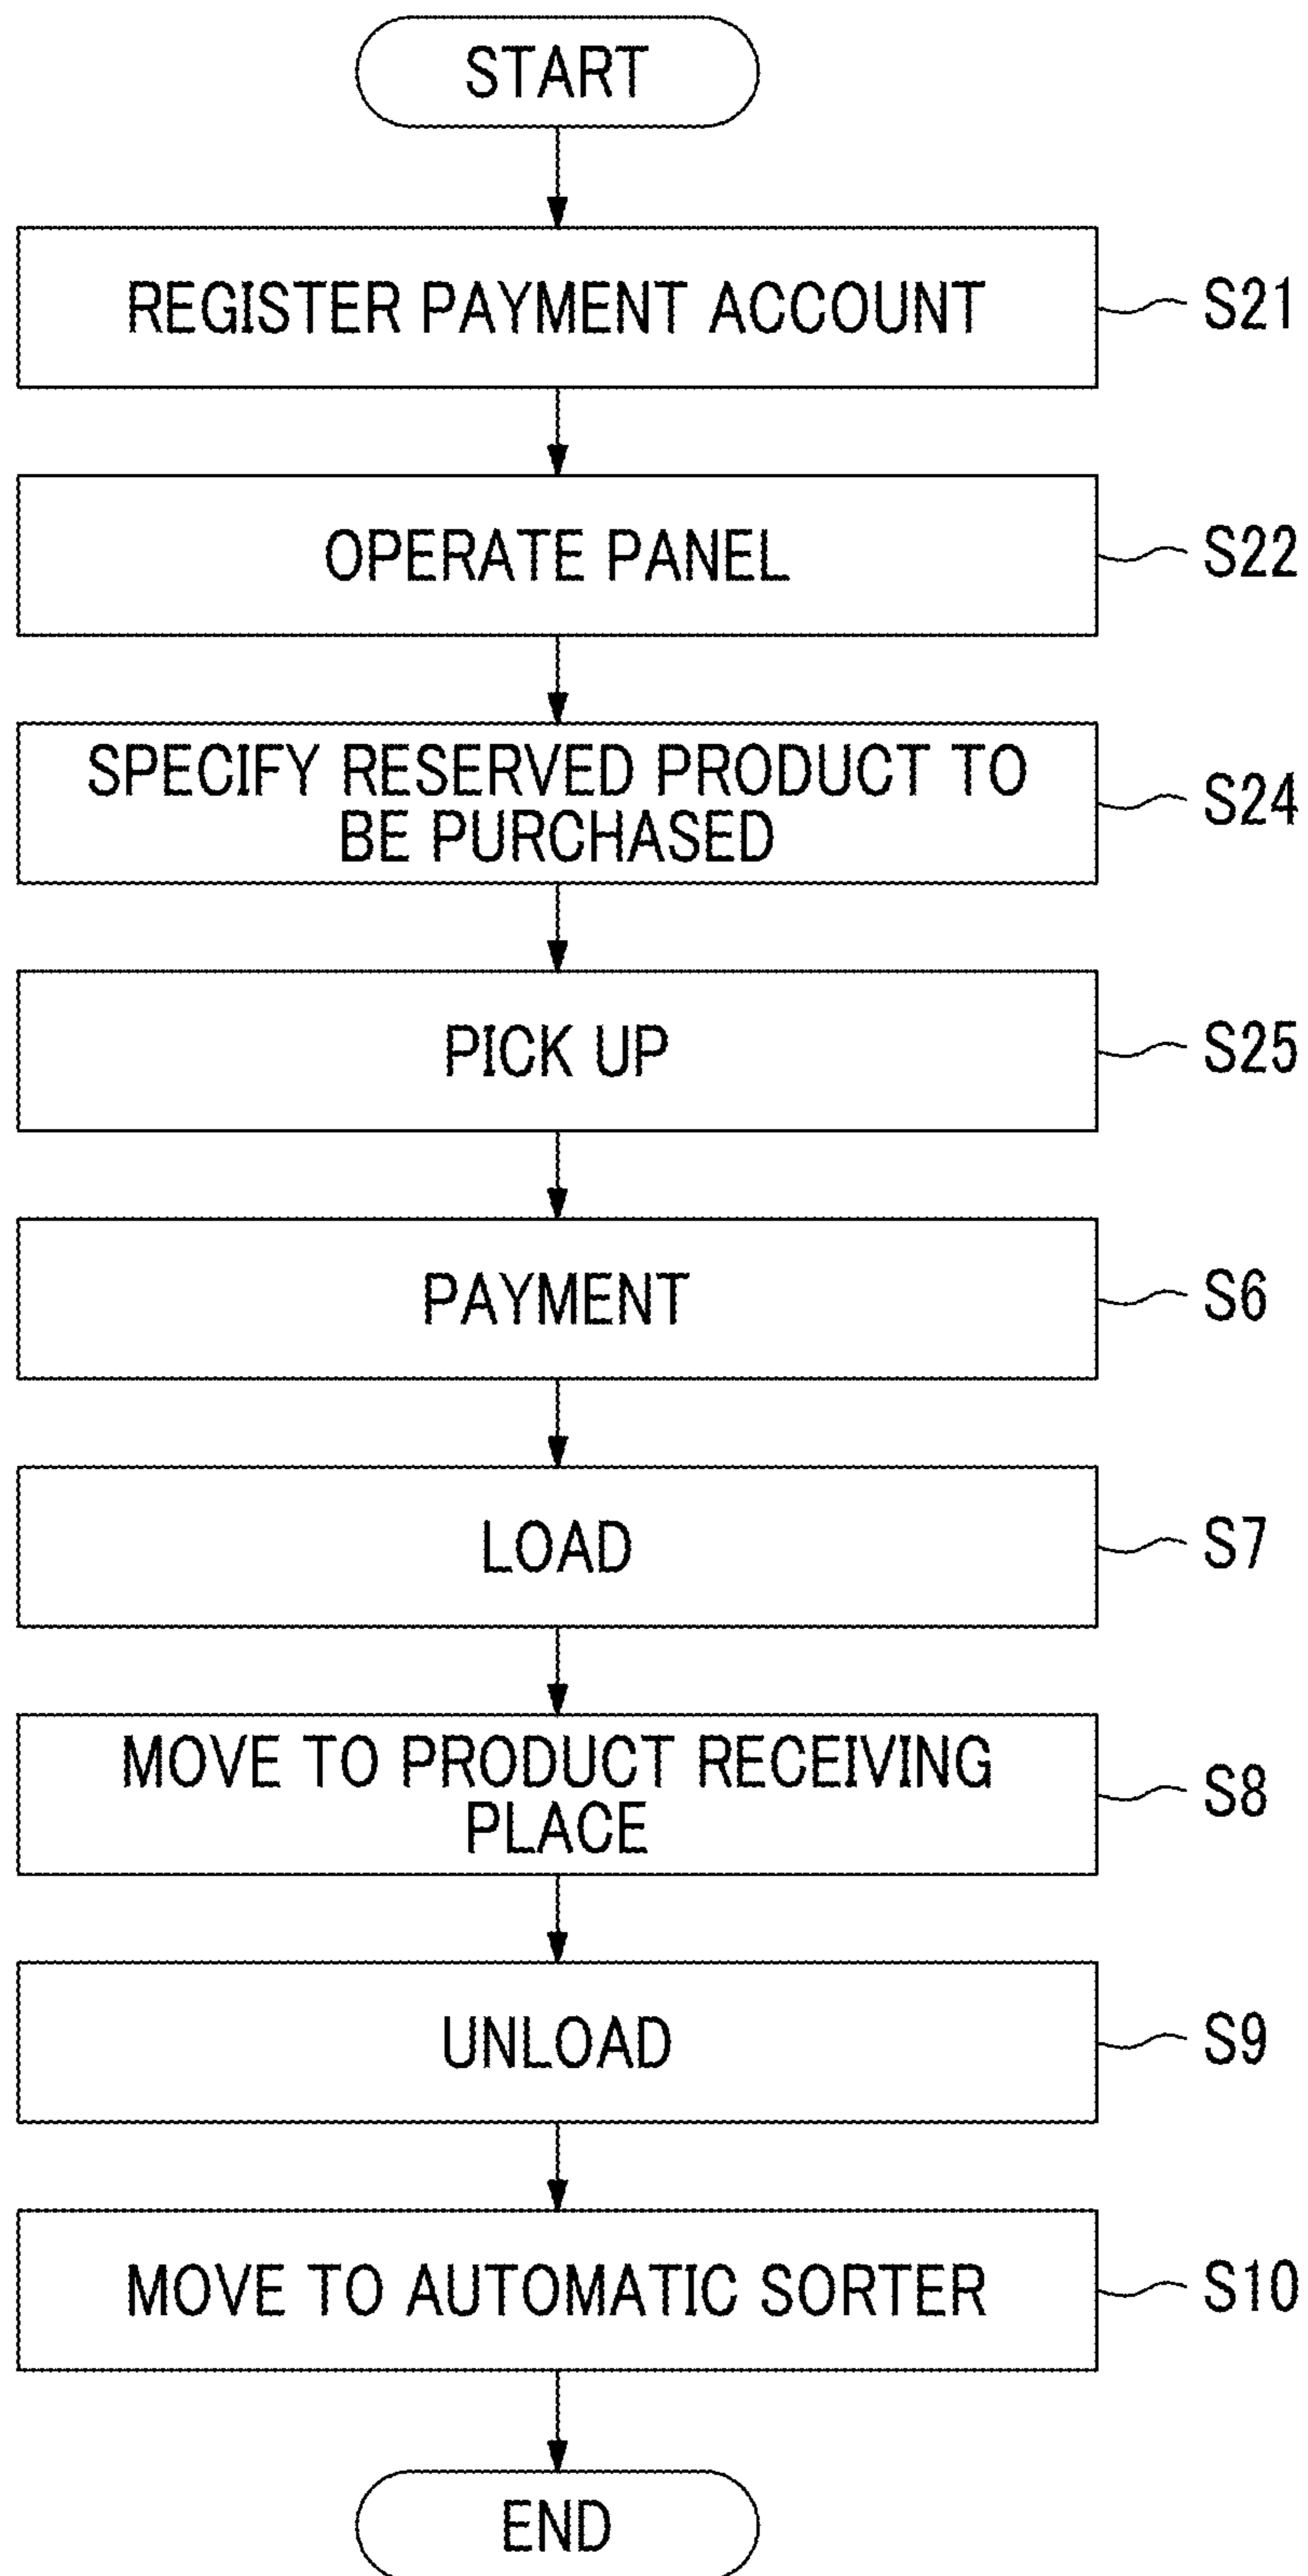 START
REGISTER PAYMENT ACCOUNT
S21
OPERATE PANEL
S22
SPECIFY RESERVED PRODUCT TO
BE PURCHASED
S24
PICK UP
S25
PAYMENT
S6
LOAD
S7
MOVE TO PRODUCT RECEIVING
PLACE
S8
UNLOAD
S9
MOVE TO AUTOMATIC SORTER
S10
END